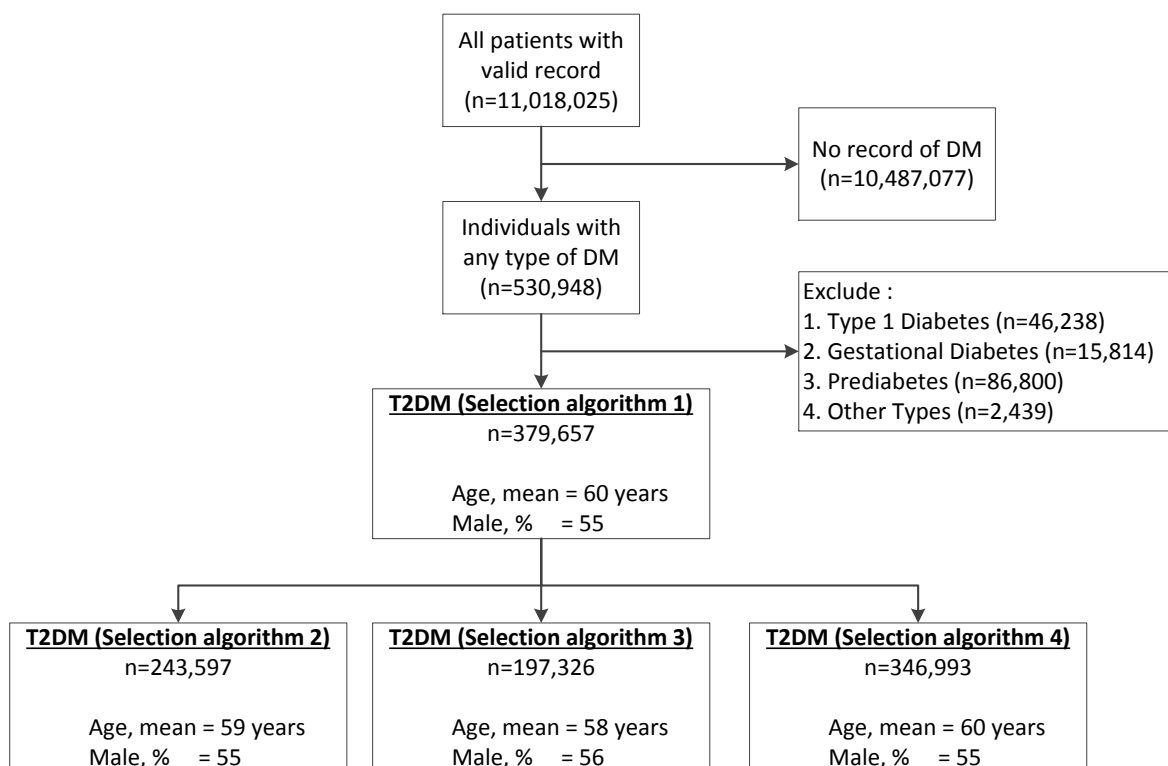 All patients with
valid record
(n=11,018,025)
No record of DM
(n=10,487,077)
Individuals with
any type of DM
(n=530,948)
Exclude :
1. Type 1 Diabetes (n=46,238)
2. Gestational Diabetes (n=15,814)
3. Prediabetes (n=86,800)
4. Other Types (n=2,439)
T2DM (Selection algorithm 1)
n=379,657
Age, mean = 60 years
Male, % = 55
T2DM (Selection algorithm 2)
n=243,597
Age, mean = 59 years
Male, % = 55
T2DM (Selection algorithm 3)
n=197,326
Age, mean = 58 years
Male, % = 56
T2DM (Selection algorithm 4)
n=346,993
Age, mean = 60 years
Male, % = 55